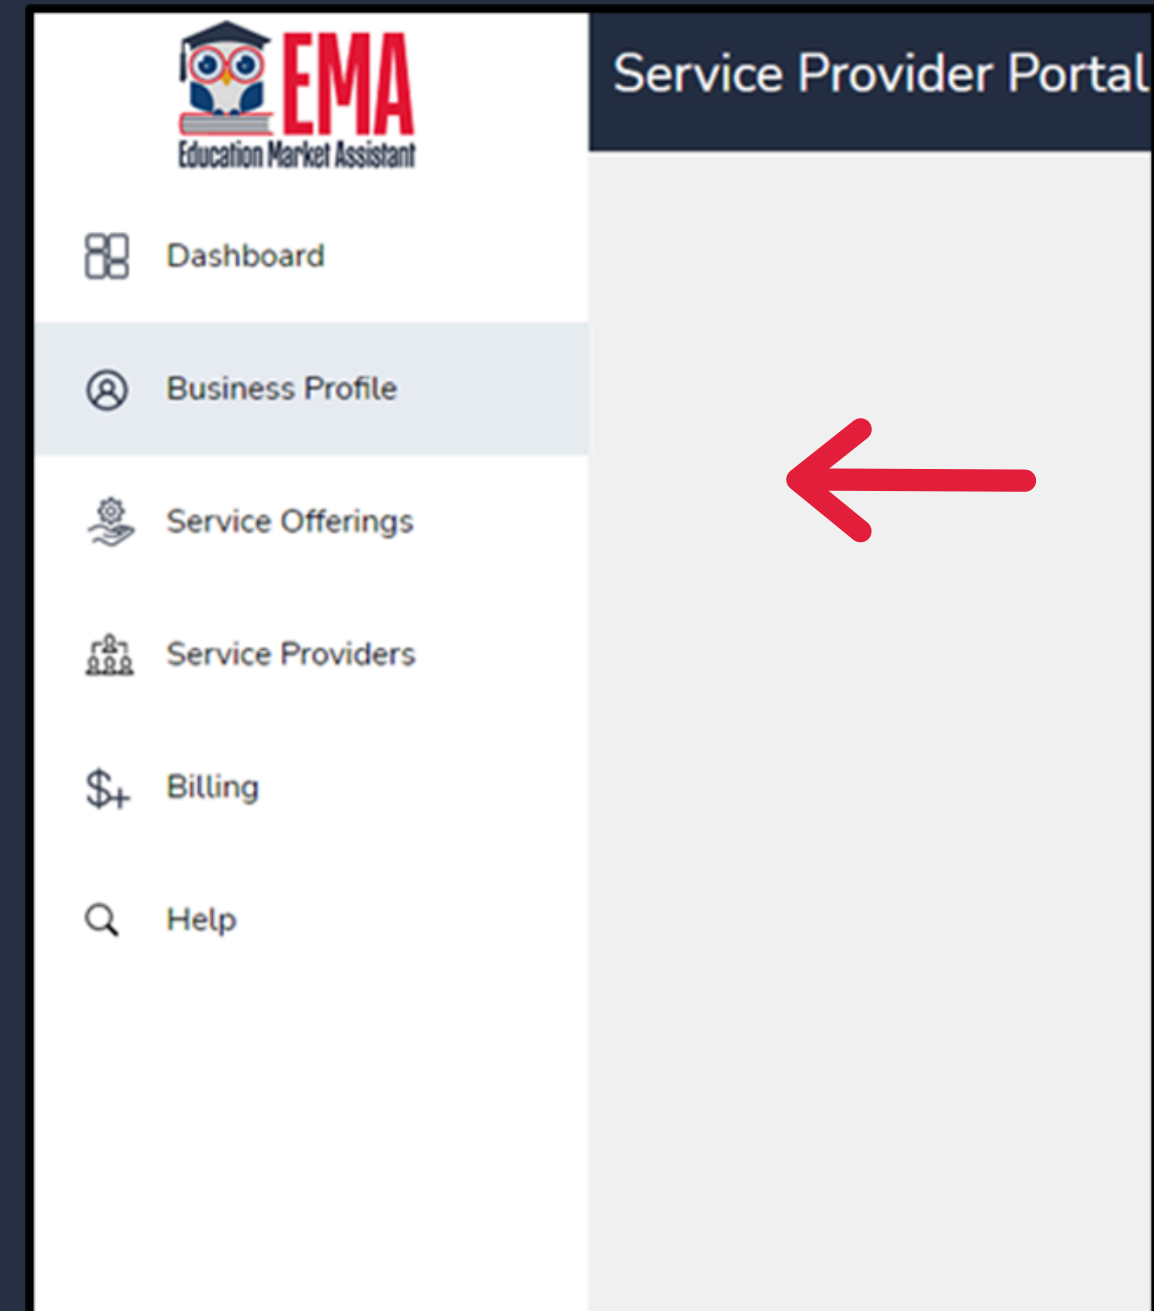 EMA
Education Market Assistant
Service Provider Portal
Dashboard
Business Profile
Service Offerings
Service Providers
Billing
Help